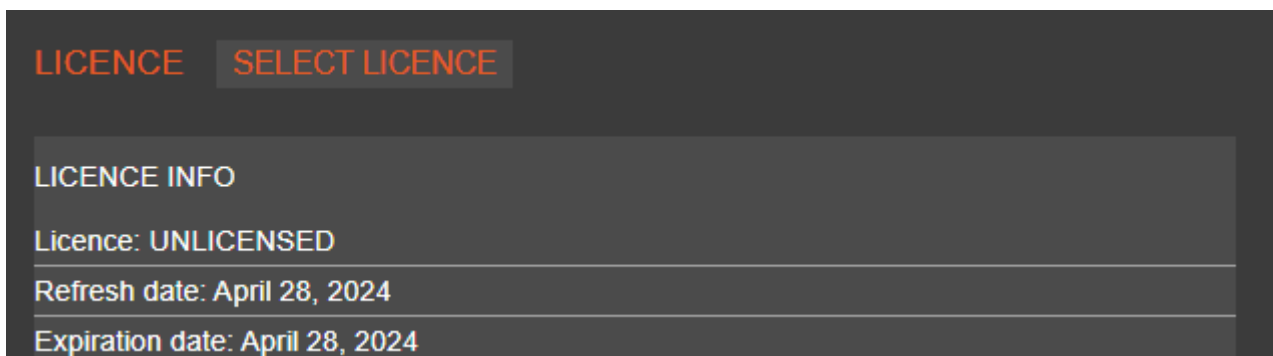 LICENCE SELECT LICENCE
LICENCE INFO
Licence: UNLICENSED
Refresh date: April 28, 2024
Expiration date: April 28, 2024